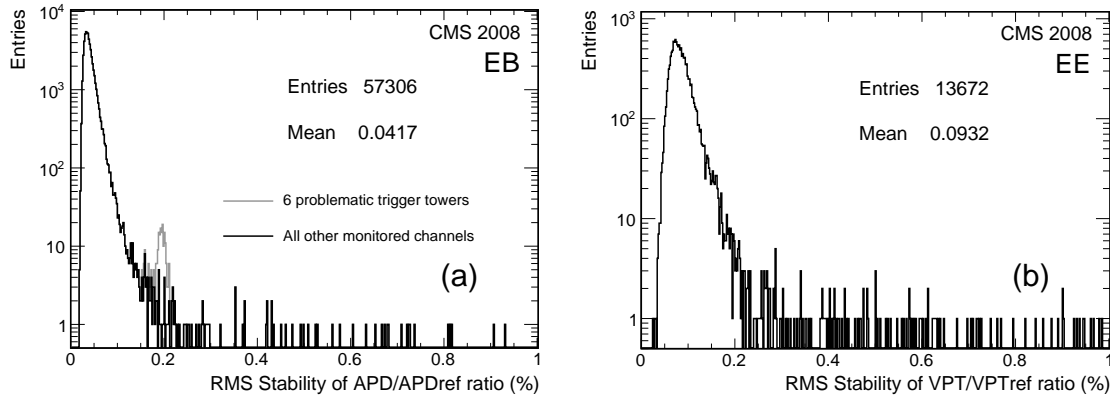 Entries
10^4
10^3
10^2
10
1
CMS 2008
EB
Entries 57306
Mean 0.0417
6 problematic trigger towers
All other monitored channels
(a)
0 0.2 0.4 0.6 0.8 1
RMS Stability of APD/APDref ratio (%)
Entries
10^3
10^2
10
1
CMS 2008
EE
Entries 13672
Mean 0.0932
(b)
0 0.2 0.4 0.6 0.8 1
RMS Stability of VPT/VPTref ratio (%)